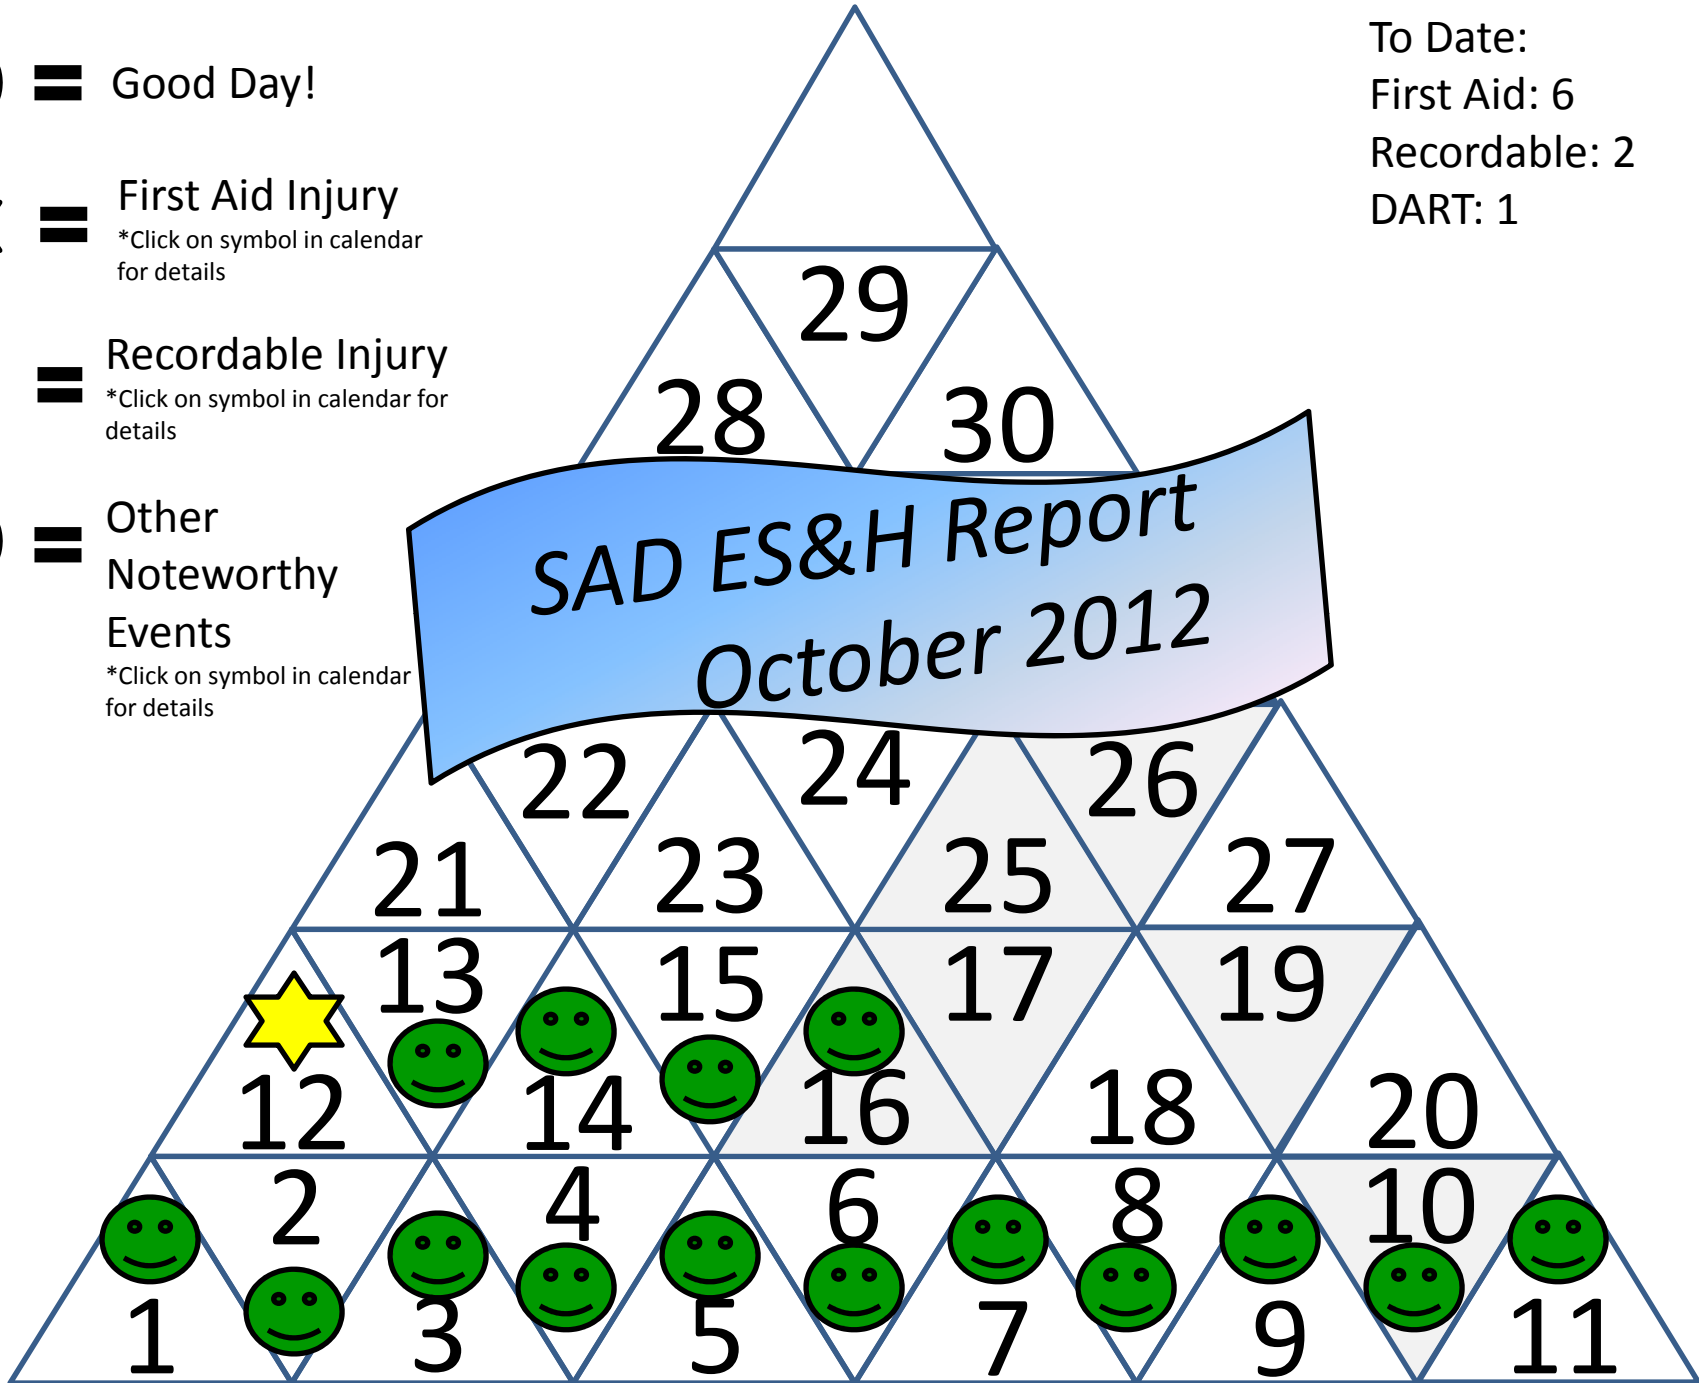 = Good Day!
= First Aid Injury
*Click on symbol in calendar
for details
= Recordable Injury
*Click on symbol in calendar for
details
= Other
Noteworthy
Events
*Click on symbol in calendar
for details
To Date:
First Aid: 6
Recordable: 2
DART: 1
29
28 30
SAD ES&H Report
October 2012
22 24 26
21 23 25 27
13 15 17 19
12 14 16 18 20
2 4 6 8 10
1 3 5 7 9 11